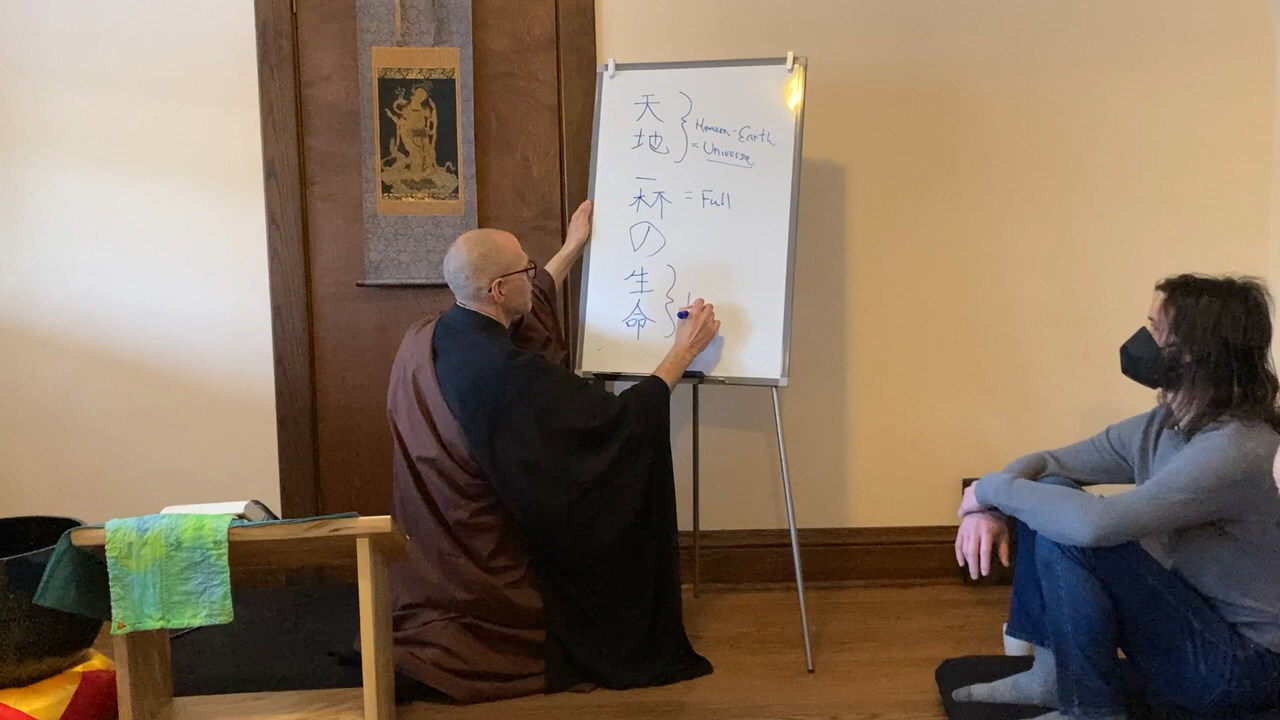 天
地
Heaven-Earth
= Universe
一
杯 = Full
の
生
命